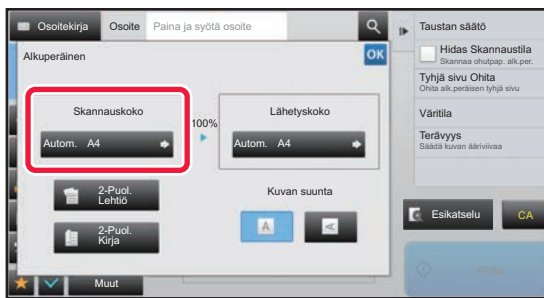 Osoitekirja
Osoite
Paina ja syötä osoite
Taustan säätö
Hidas Skannaustila
Skannaa ohutpap. alk.per.
Tyhjä sivu Ohita
Ohita alk.peräisen tyhjä sivu
Väritila
Terävyys
Säädä kuvan ääriviivaa
Alkuperäinen
OK
Skannauskoko
100%
Lähetyskoko
Autom. A4
Autom. A4
2-Puol.
Lehtiö
Kuvan suunta
A
A
2-Puol.
Kirja
Esikatselu
CA
Muut